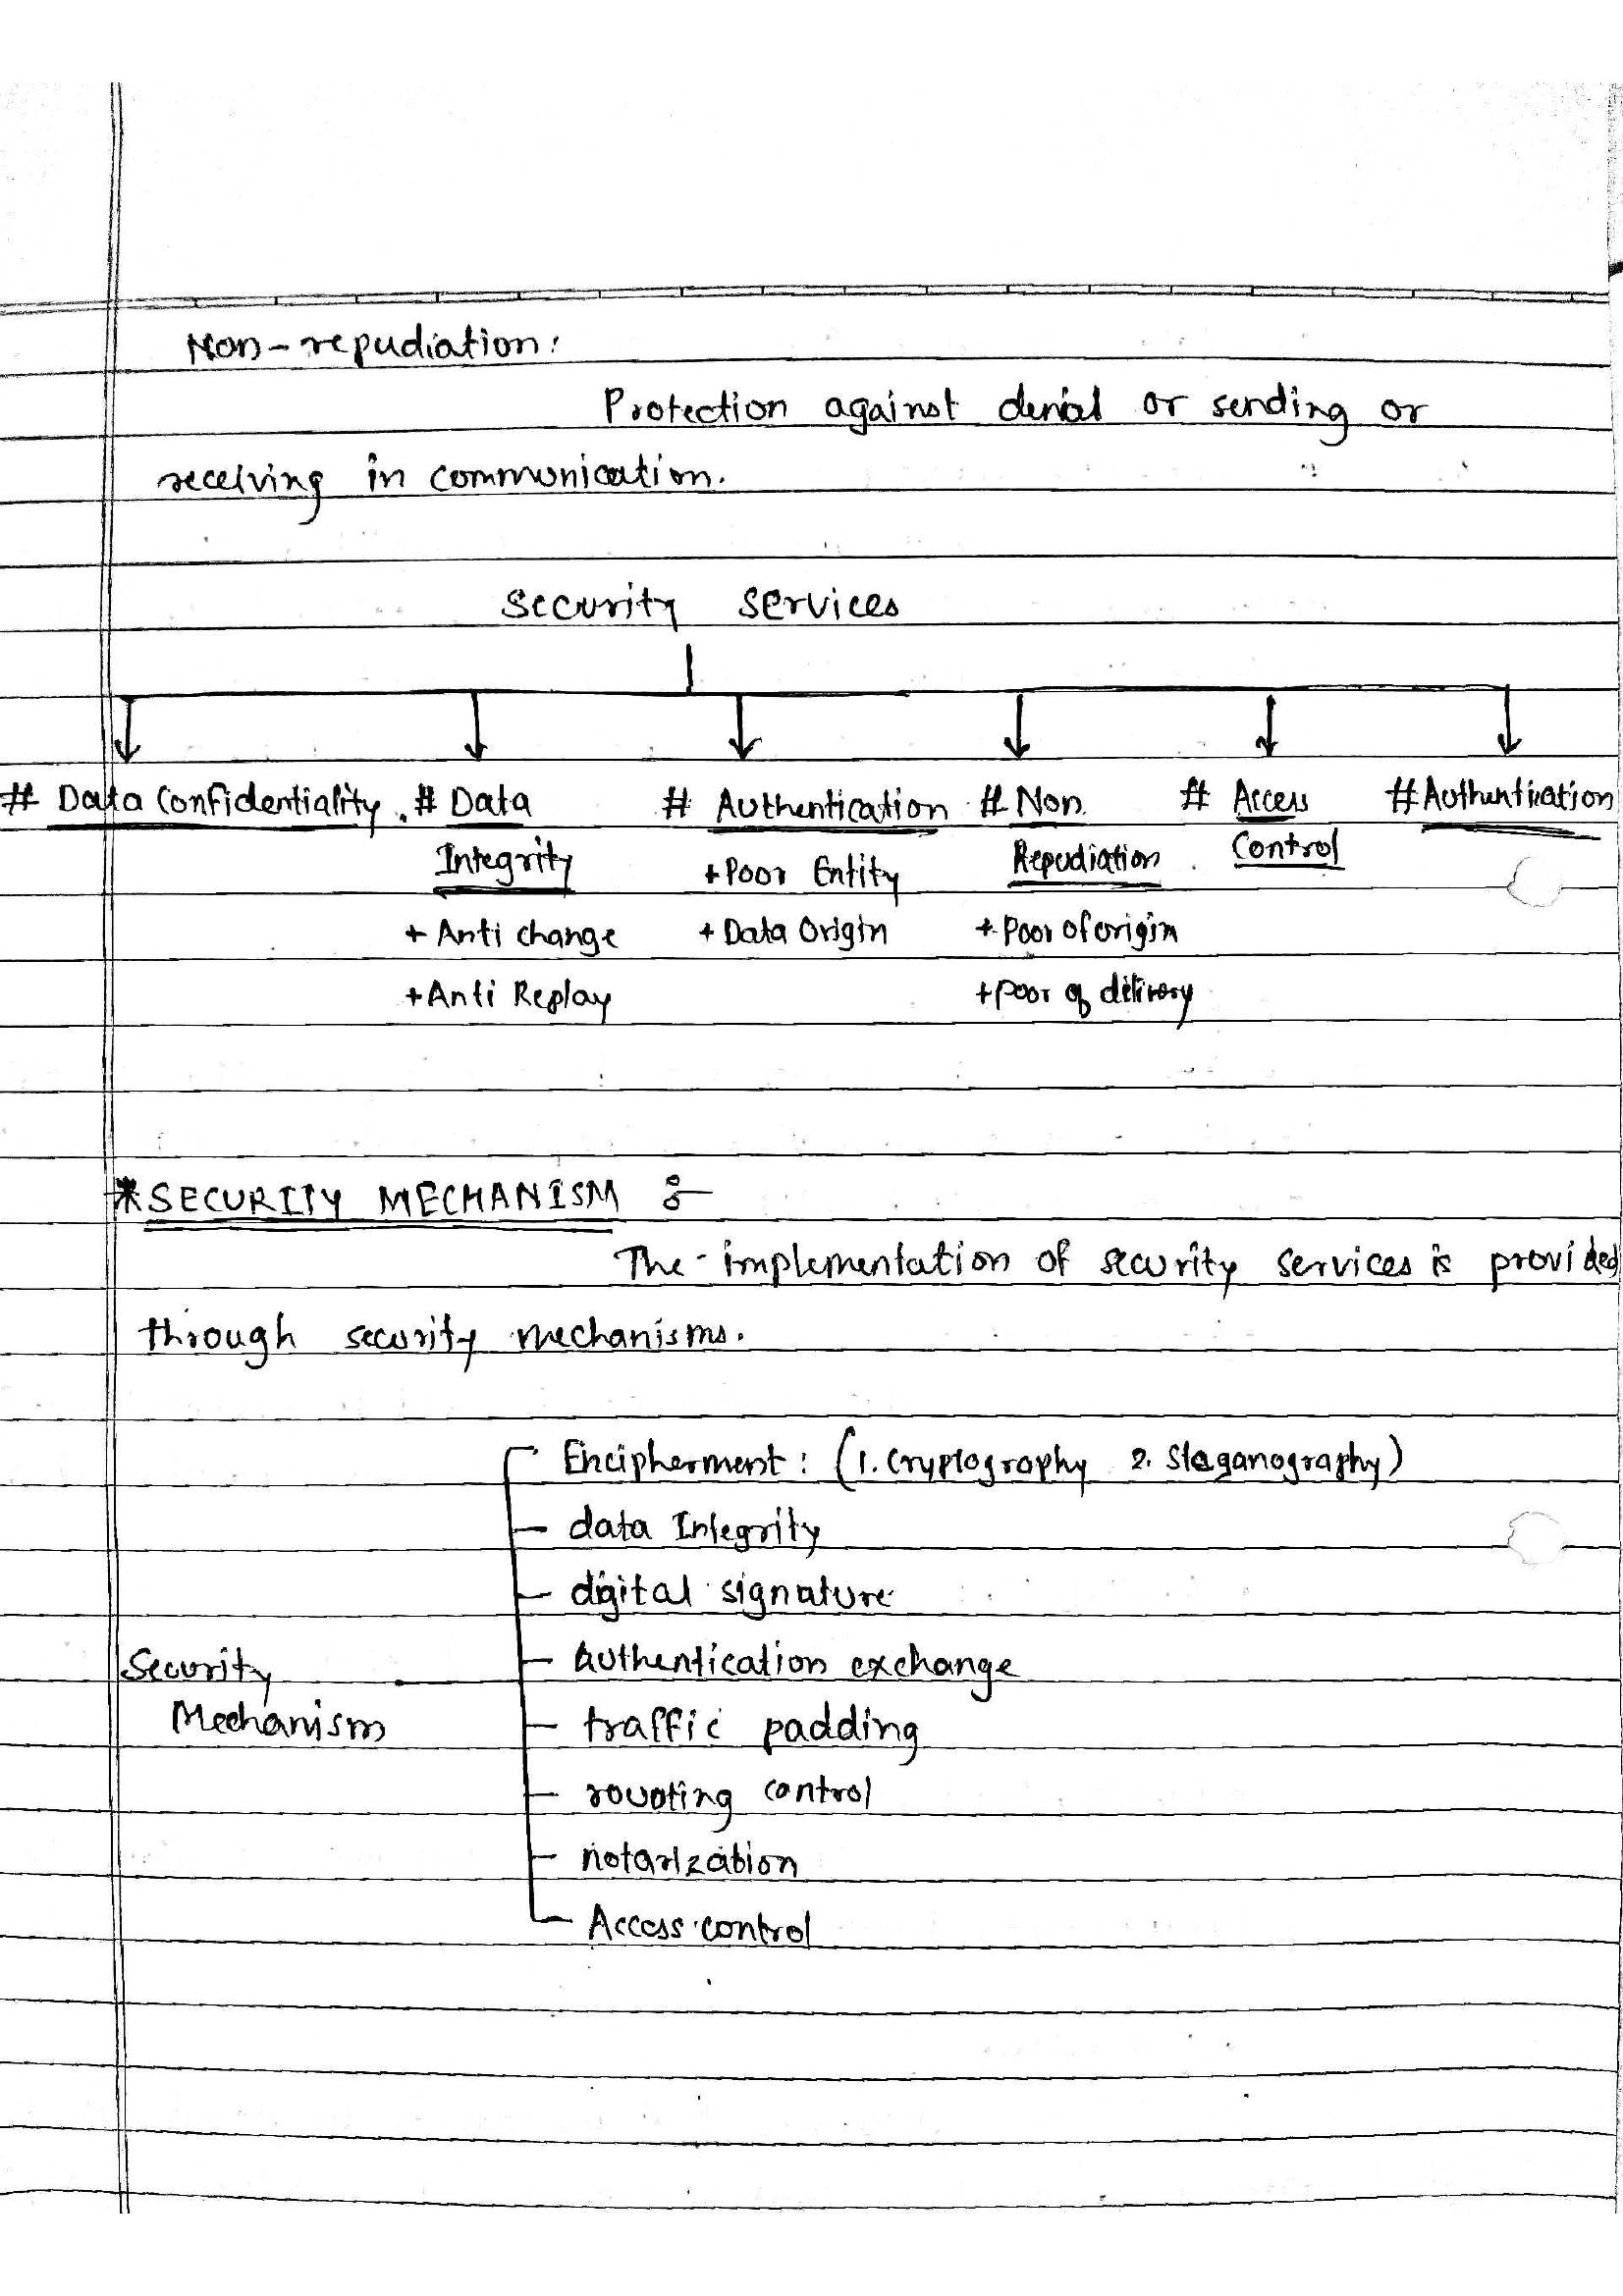 Non-repudiation:
Protection against denial or sending or
receiving in communication.
Security Services
# Data Confidentiality. # Data # Authentication # Non # Access # Authentication
Integrity +Poor Entity Repudiation Control
+ Anti change + Data Origin + Poor of origin
+ Anti Replay + poor of delivery
* SECURITY MECHANISM :-
The implementation of security services is provided
through security mechanisms.
Encipherment: (1. Cryptography 2. Steganography)
data Integrity
digital signature
Security authentication exchange
Mechanism traffic padding
rouoting control
notarization
Access control